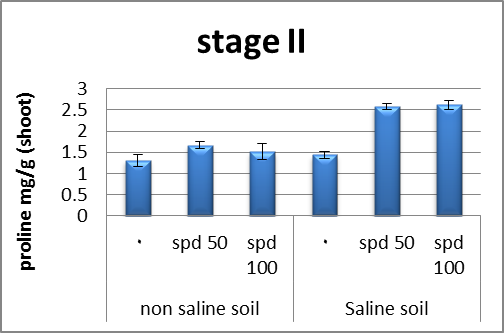 stage II
proline mg/g (shoot)
3
2.5
2
1.5
1
0.5
0
. spd 50 spd 100 . spd 50 spd 100
non saline soil Saline soil